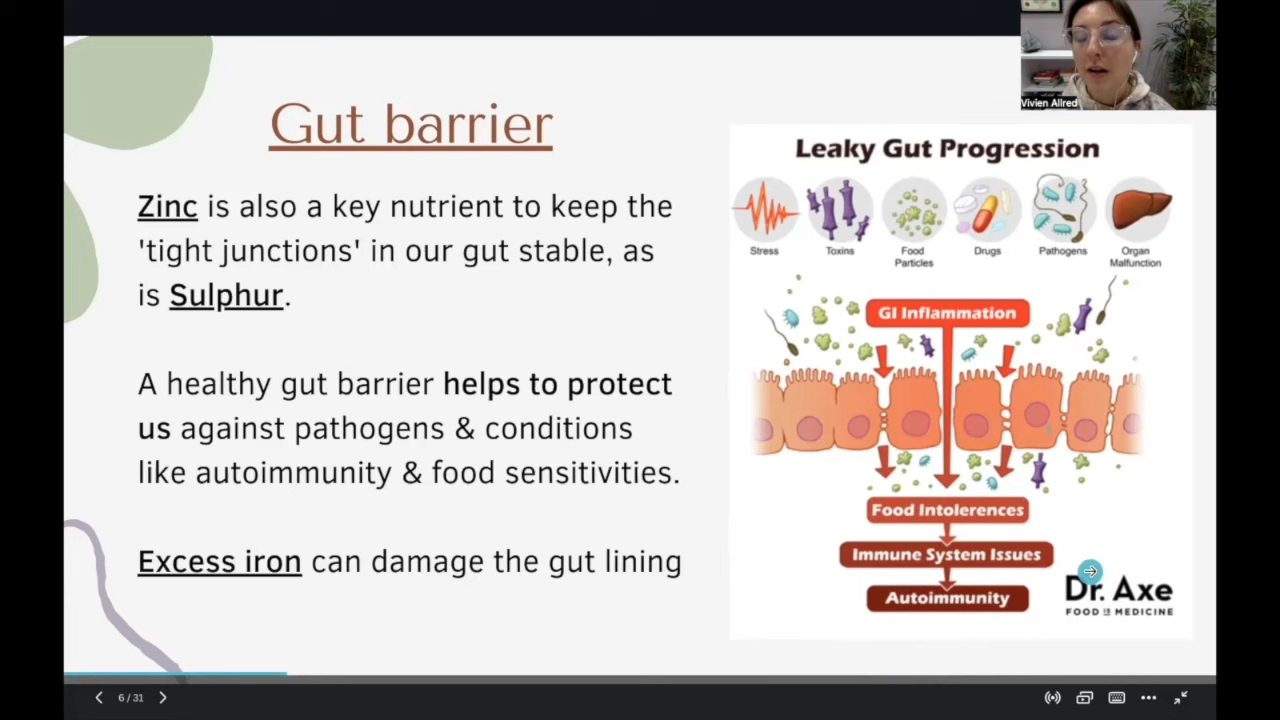 Vivien Allred
Gut barrier
Zinc is also a key nutrient to keep the
'tight junctions' in our gut stable, as
is Sulphur.
A healthy gut barrier helps to protect
us against pathogens & conditions
like autoimmunity & food sensitivities.
Excess iron can damage the gut lining
Leaky Gut Progression
Stress
Toxins
Food
Particles
Drugs
Pathogens
Organ
Malfunction
GI Inflammation
Food Intolerences
Immune System Issues
Autoimmunity
Dr. Axe
FOOD IS MEDICINE
6 / 31